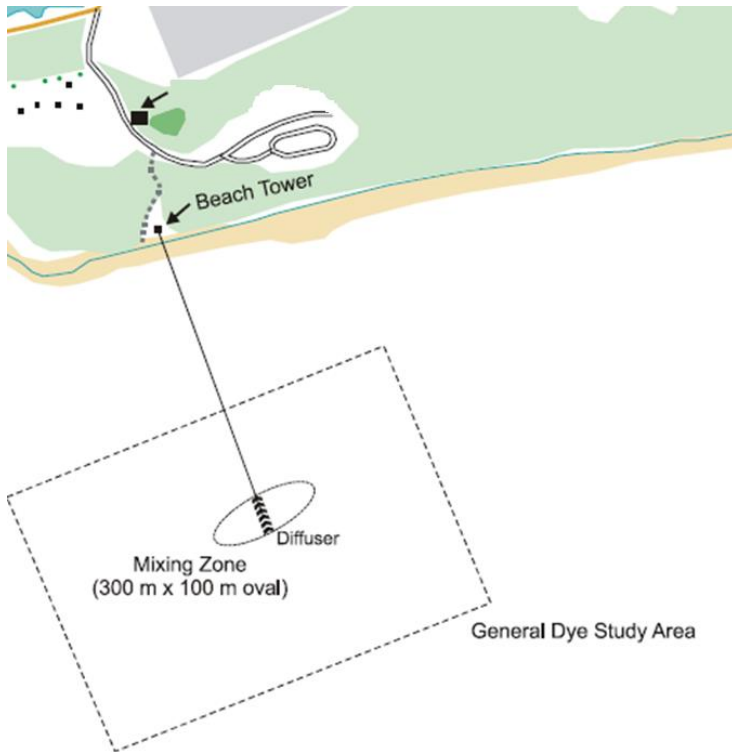 Beach Tower
Diffuser
Mixing Zone
(300 m x 100 m oval)
General Dye Study Area